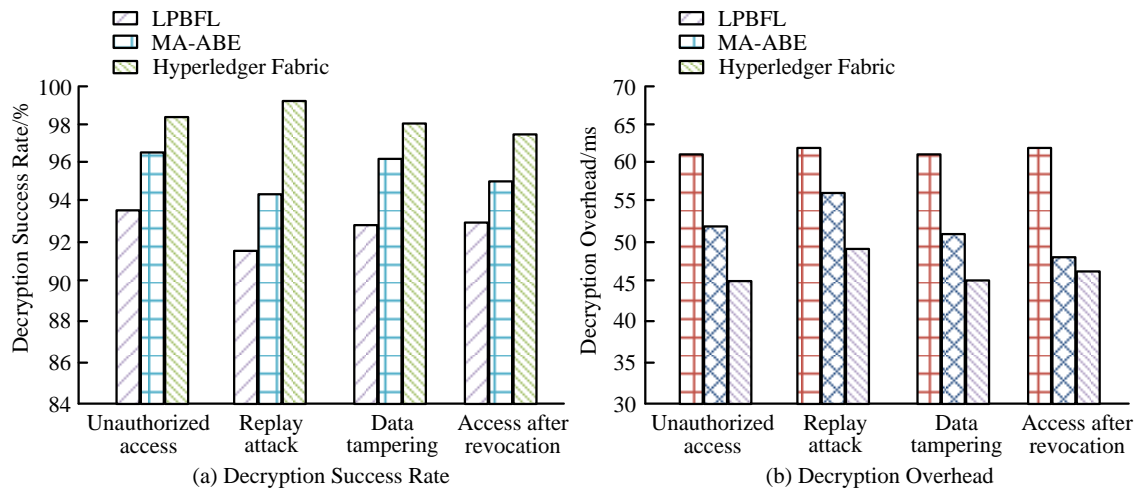 LPBFL
MA-ABE
Hyperledger Fabric
Decryption Success Rate/%
100
98
96
94
92
90
88
86
84
Unauthorized
access
Replay
attack
Data
tampering
Access after
revocation
(a) Decryption Success Rate
LPBFL
MA-ABE
Hyperledger Fabric
Decryption Overhead/ms
70
65
60
55
50
45
40
35
30
Unauthorized
access
Replay
attack
Data
tampering
Access after
revocation
(b) Decryption Overhead